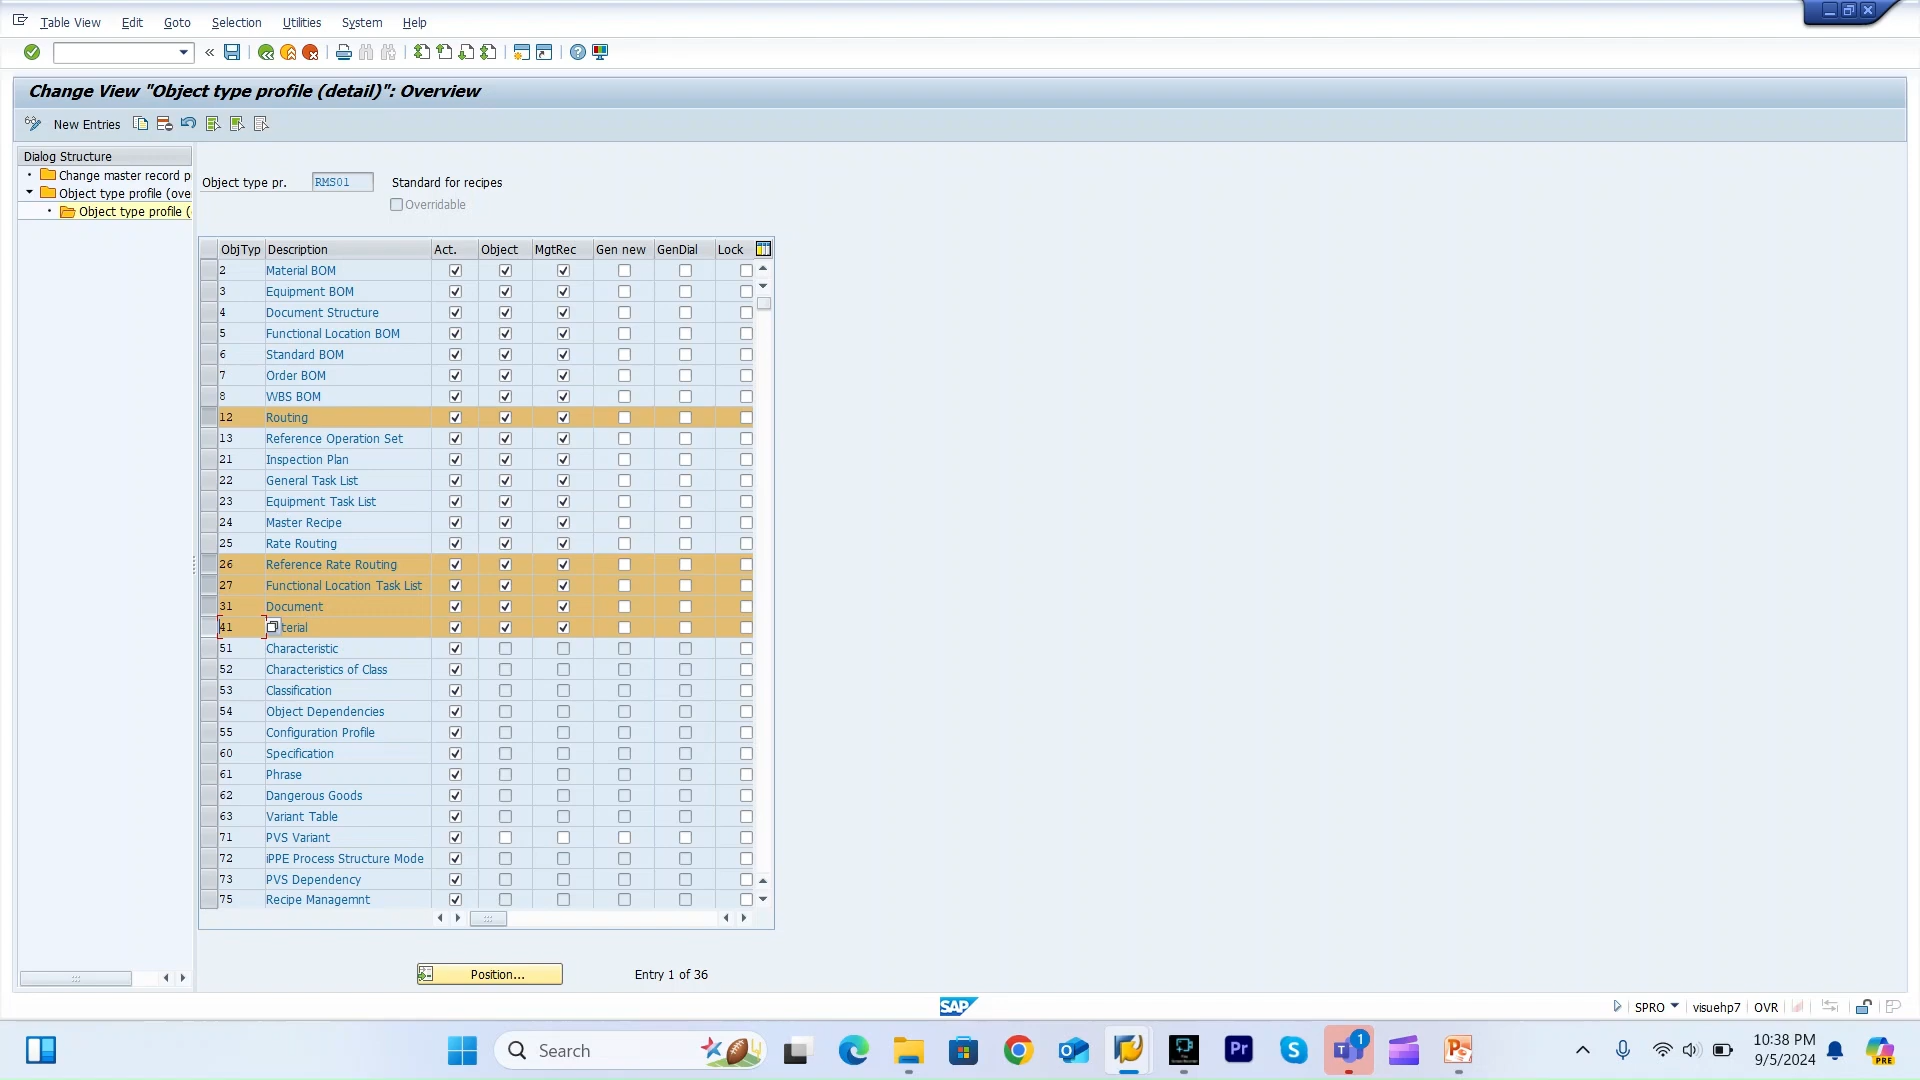 Table View Edit Goto Selection Utilities System Help
Change View "Object type profile (detail)": Overview
New Entries
Dialog Structure
Change master record p
Object type profile (ove
Object type profile (
Object type pr. RMS01 Standard for recipes
Overridable
ObjTyp Description Act. Object MgtRec Gen new GenDial Lock
2 Material BOM
3 Equipment BOM
4 Document Structure
5 Functional Location BOM
6 Standard BOM
7 Order BOM
8 WBS BOM
12 Routing
13 Reference Operation Set
21 Inspection Plan
22 General Task List
23 Equipment Task List
24 Master Recipe
25 Rate Routing
26 Reference Rate Routing
27 Functional Location Task List
31 Document
41 terial
51 Characteristic
52 Characteristics of Class
53 Classification
54 Object Dependencies
55 Configuration Profile
60 Specification
61 Phrase
62 Dangerous Goods
63 Variant Table
71 PVS Variant
72 iPPE Process Structure Mode
73 PVS Dependency
75 Recipe Managemnt
Position... Entry 1 of 36
SAP
SPRO visuehp7 OVR
Search
Pr
1
10:38 PM
9/5/2024
PRE